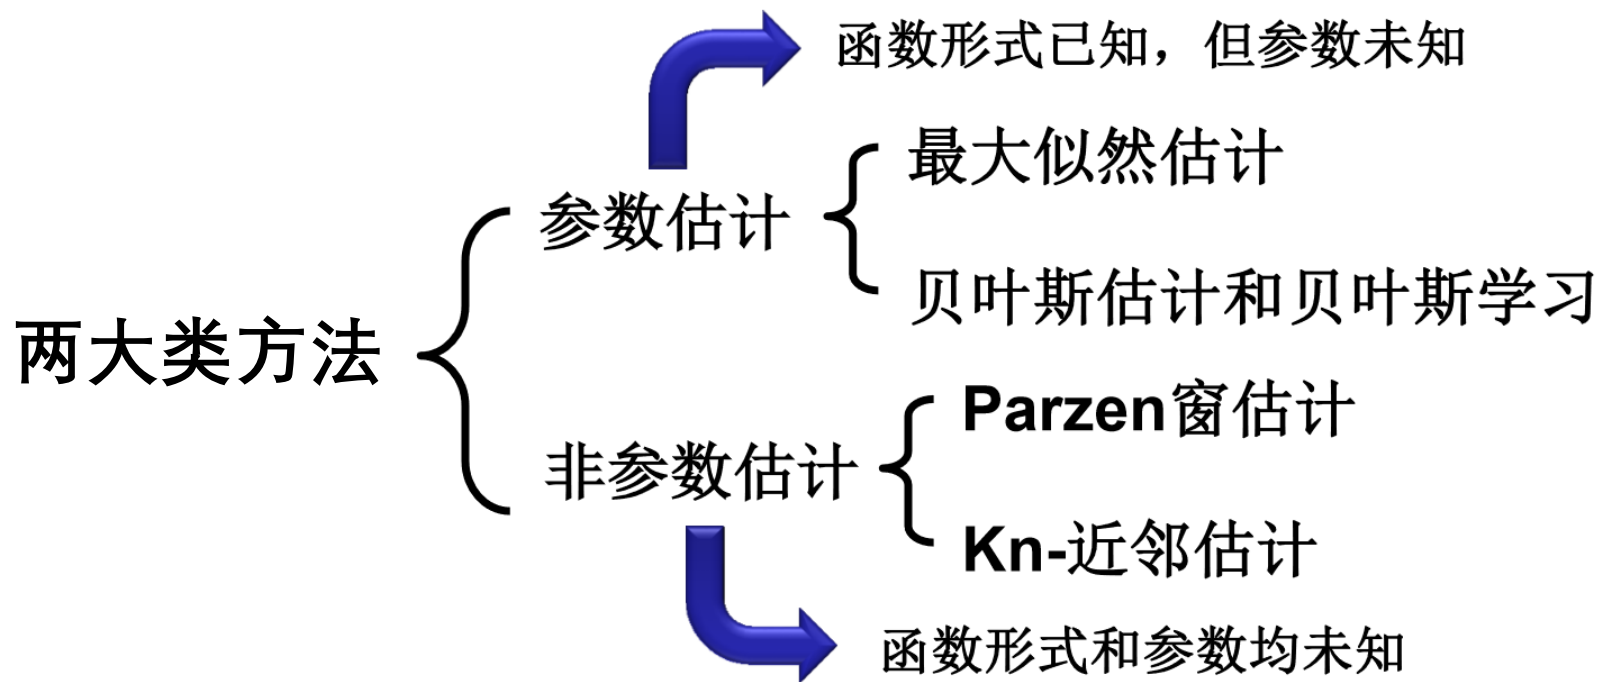 函数形式已知，但参数未知
最大似然估计
参数估计
贝叶斯估计和贝叶斯学习
两大类方法
Parzen窗估计
非参数估计
Kn-近邻估计
函数形式和参数均未知